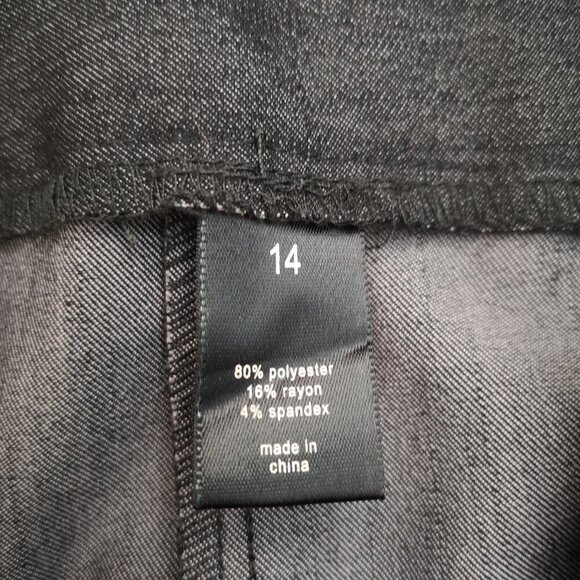 14
80% polyester
16% rayon
4% spandex
made in
china